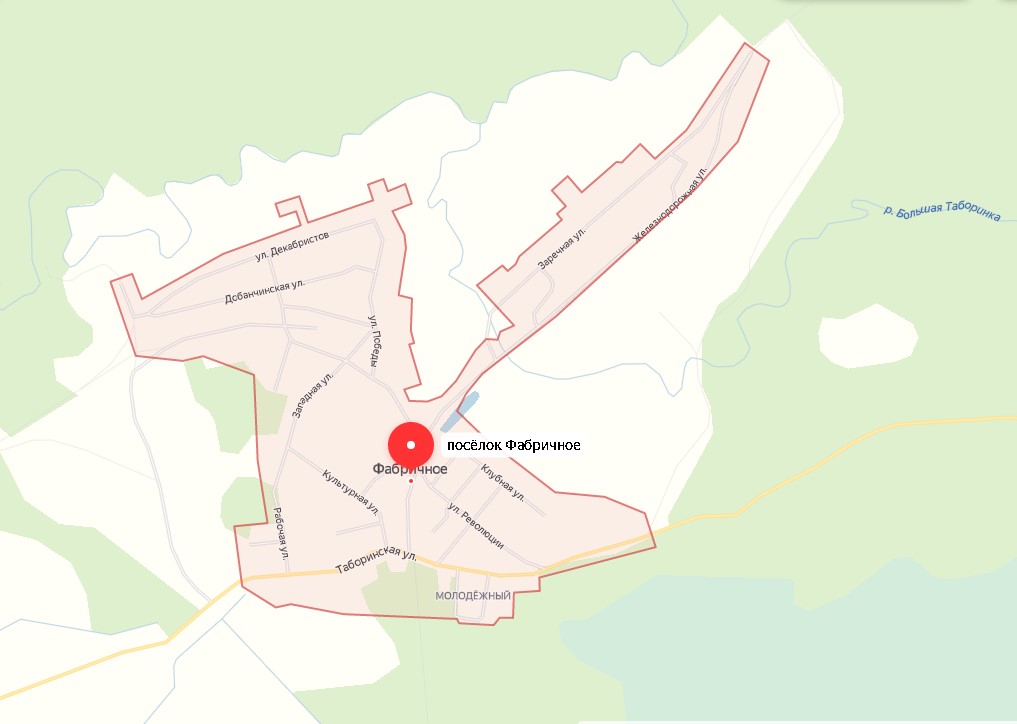 р. Большая Таборинка
ул. Декабристов
Заречная ул.
Железнодорожная ул.
Добанчинская ул.
ул. Победы
Западная ул.
посёлок Фабричное
Фабричное
Клубная ул.
Культурная ул.
ул. Революции
Рабочая ул.
Таборинская ул.
МОЛОДЁЖНЫЙ